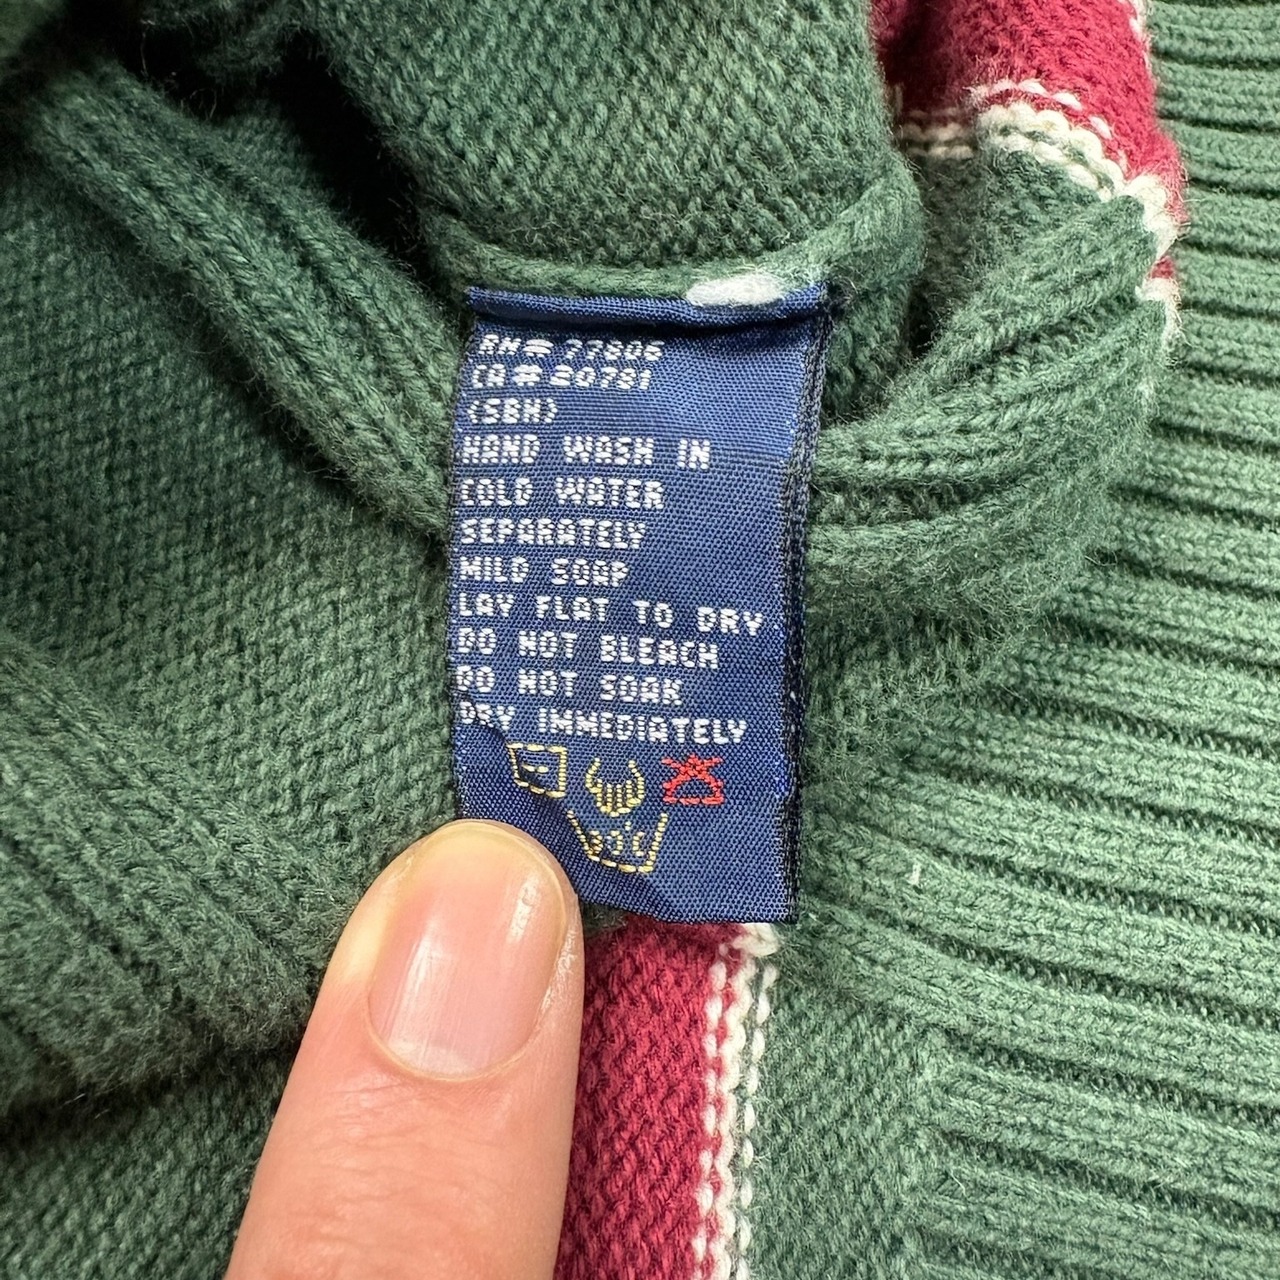 RN# 77806
CA# 20781
(SBH)
HAND WASH IN
COLD WATER
SEPARATELY
MILD SOAP
LAY FLAT TO DRY
DO NOT BLEACH
DO NOT SOAK
DRY IMMEDIATELY